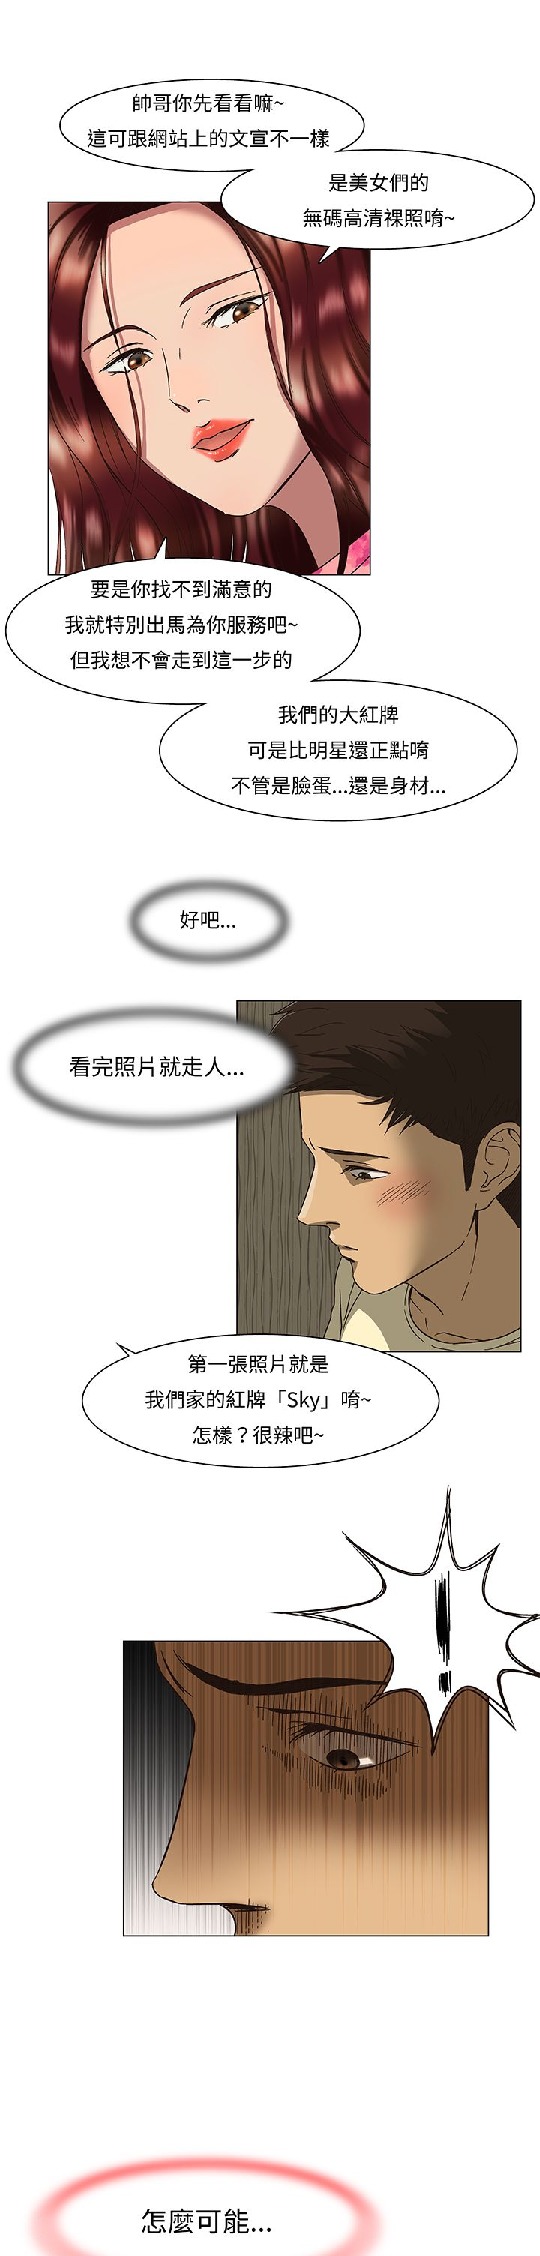 帥哥你先看看嘛~
這可跟網站上的文宣不一樣
是美女們的
無碼高清裸照唷~
要是你找不到滿意的
我就特別出馬為你服務吧~
但我想不會走到這一步的
我們的大紅牌
可是比明星還正點唷
不管是臉蛋...還是身材...
好吧...
看完照片就走人...
第一張照片就是
我們家的紅牌「Sky」唷~
怎樣？很辣吧~
!
怎麼可能...